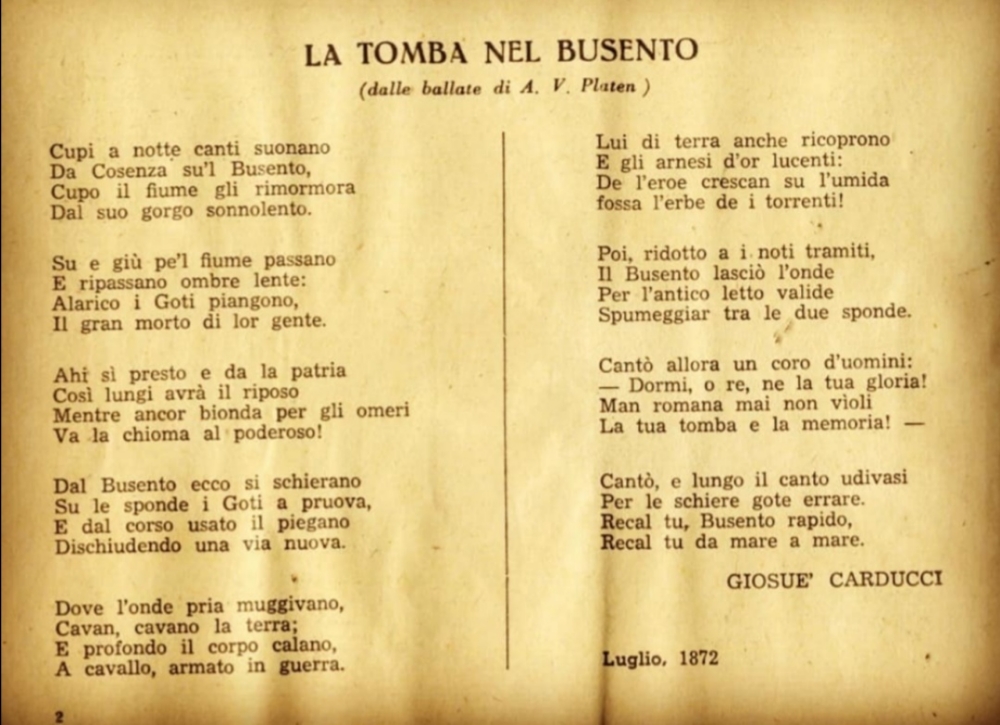 LA TOMBA NEL BUSENTO
(dalle ballate di A. V. Platen )
Cupi a notte canti suonano
Da Cosenza su'l Busento,
Cupo il fiume gli rimormora
Dal suo gorgo sonnolento.
Su e giù pe'l fiume passano
E ripassano ombre lente:
Alarico i Goti piangono,
Il gran morto di lor gente.
Ahi sì presto e da la patria
Così lungi avrà il riposo
Mentre ancor bionda per gli omeri
Va la chioma al poderoso!
Dal Busento ecco si schierano
Su le sponde i Goti a pruova,
E dal corso usato il piegano
Dischiudendo una via nuova.
Dove l'onde pria muggivano,
Cavan, cavano la terra;
E profondo il corpo calano,
A cavallo, armato in guerra.
Lui di terra anche ricoprono
E gli arnesi d'or lucenti:
De l'eroe crescan su l'umida
fossa l'erbe de i torrenti!
Poi, ridotto a i noti tramiti,
Il Busento lasciò l'onde
Per l'antico letto valide
Spumeggiar tra le due sponde.
Cantò allora un coro d'uomini:
— Dormi, o re, ne la tua gloria!
Man romana mai non violi
La tua tomba e la memoria! —
Cantò, e lungo il canto udivasi
Per le schiere gote errare.
Recal tu, Busento rapido,
Recal tu da mare a mare.
GIOSUE' CARDUCCI
Luglio, 1872
2